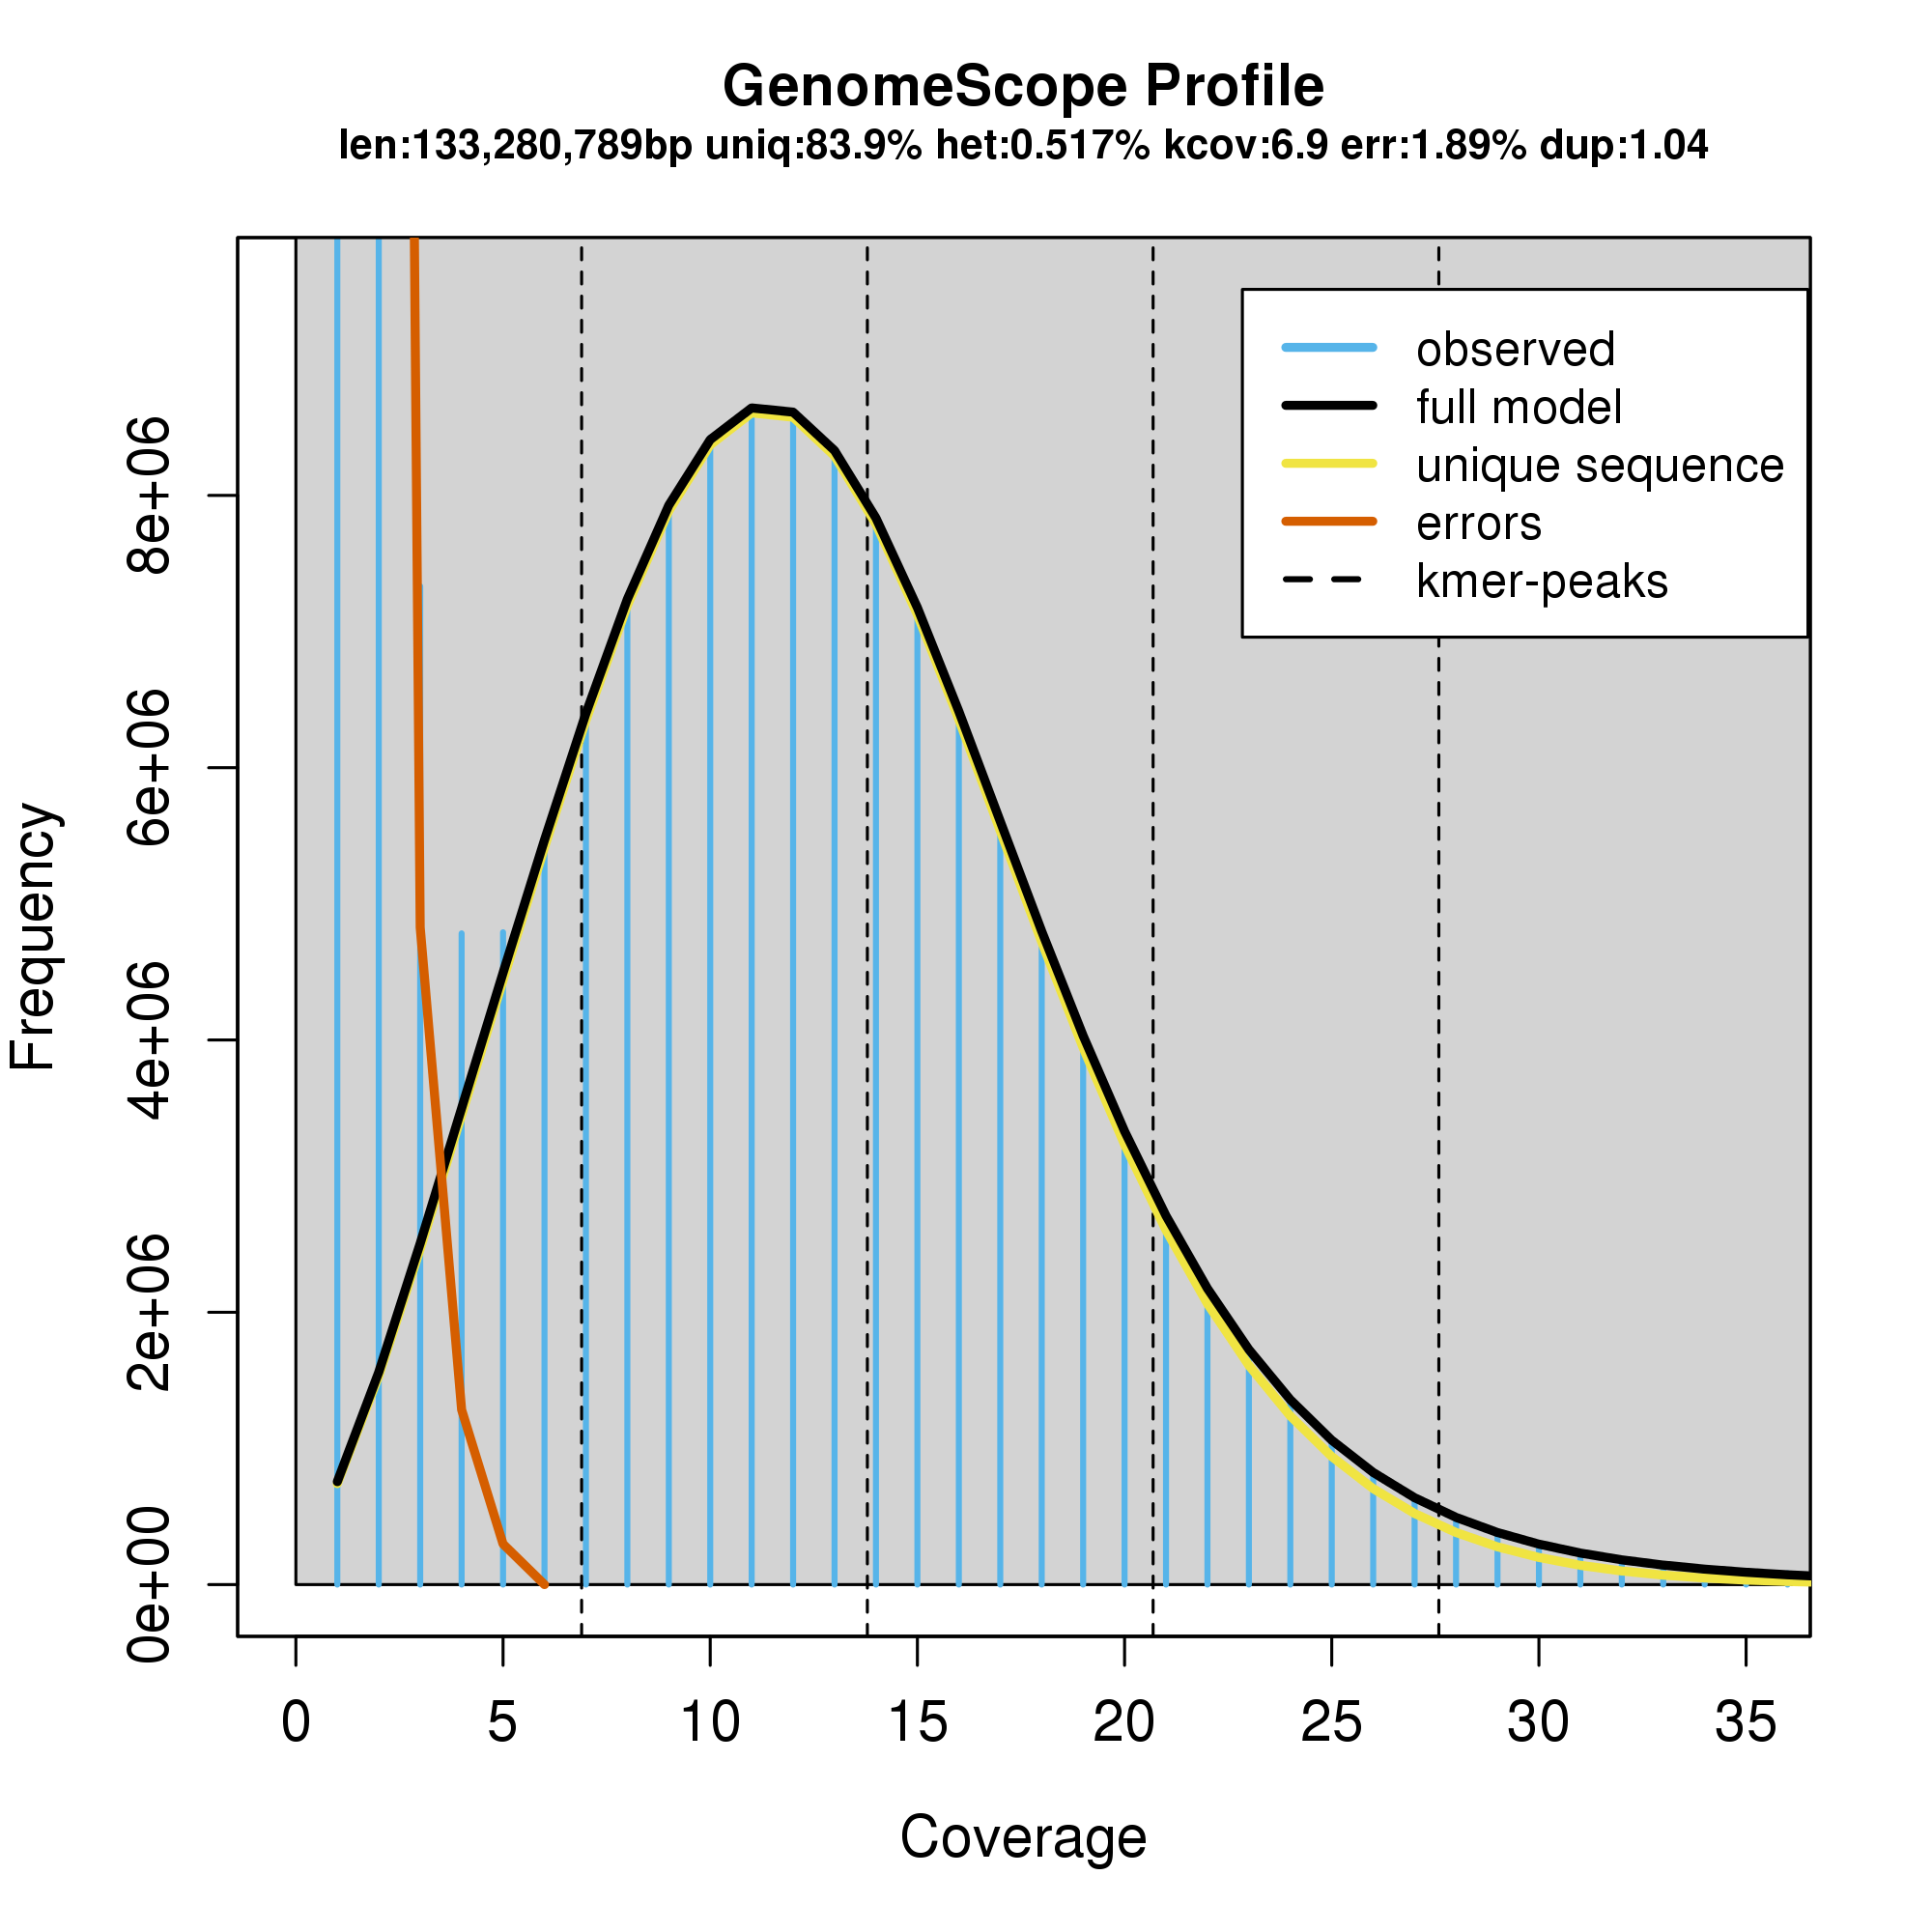 GenomeScope Profile
len:133,280,789bp uniq:83.9% het:0.517% kcov:6.9 err:1.89% dup:1.04
observed
full model
unique sequence
errors
kmer-peaks
Frequency
8e+06
6e+06
4e+06
2e+06
0e+00
0 5 10 15 20 25 30 35
Coverage